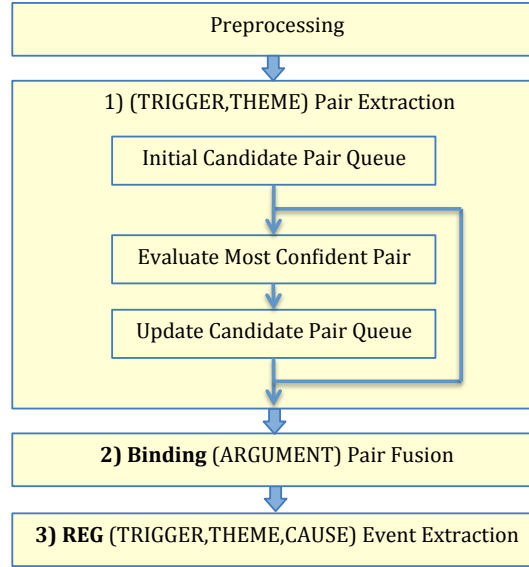 Preprocessing
1) (TRIGGER,THEME) Pair Extraction
Initial Candidate Pair Queue
Evaluate Most Confident Pair
Update Candidate Pair Queue
2) Binding (ARGUMENT) Pair Fusion
3) REG (TRIGGER,THEME,CAUSE) Event Extraction